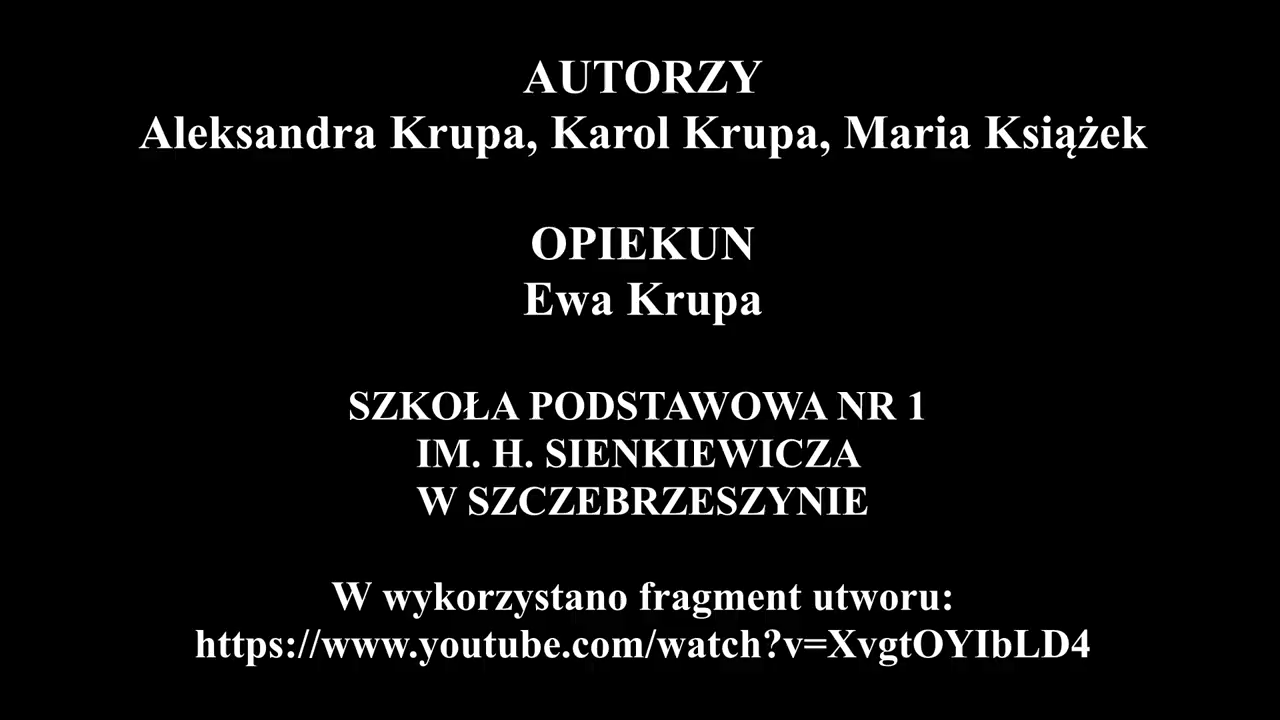 AUTORZY
Aleksandra Krupa, Karol Krupa, Maria Książek
OPIEKUN
Ewa Krupa
SZKOŁA PODSTAWOWA NR 1
IM. H. SIENKIEWICZA
W SZCZEBRZESZYNIE
W wykorzystano fragment utworu:
https://www.youtube.com/watch?v=XvgtOYIbLD4